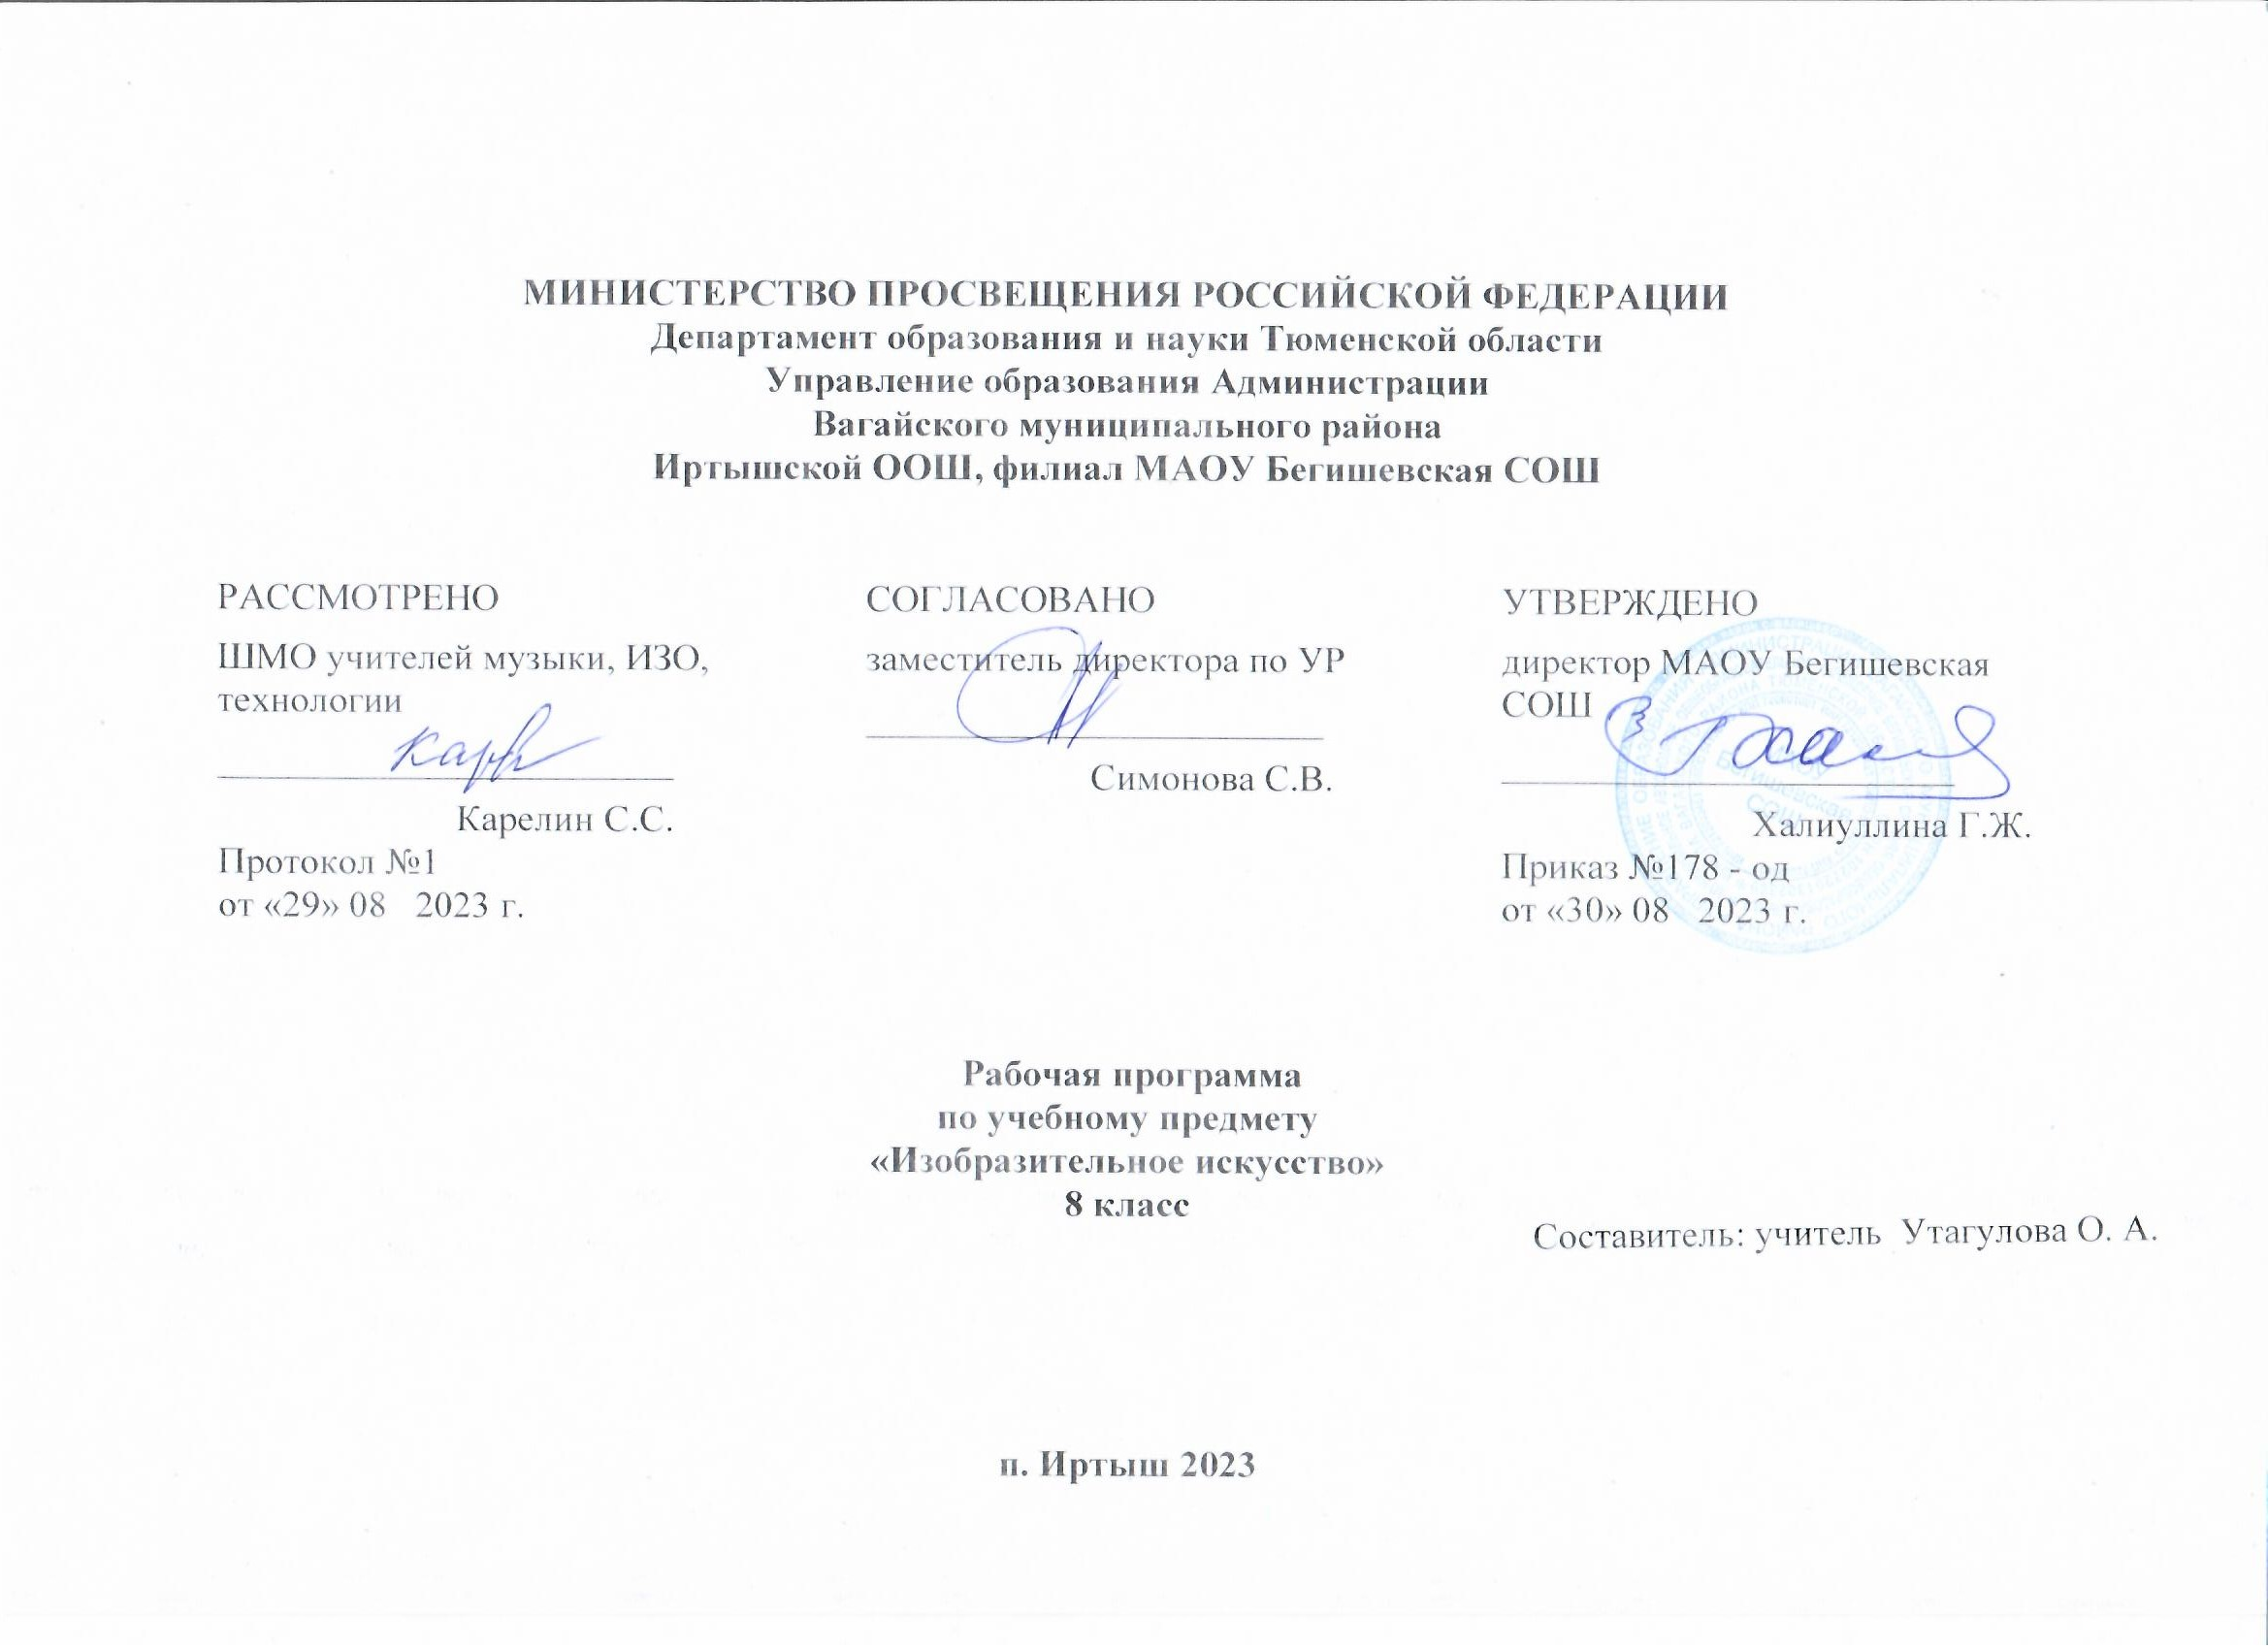 МИНИСТЕРСТВО ПРОСВЕЩЕНИЯ РОССИЙСКОЙ ФЕДЕРАЦИИ
Департамент образования и науки Тюменской области
Управление образования Администрации
Вагайского муниципального района
Иртышской ООШ, филиал МАОУ Бегишевская СОШ
РАССМОТРЕНО
ШМО учителей музыки, ИЗО,
технологии
Карелин С.С.
Протокол №1
от «29» 08 2023 г.
СОГЛАСОВАНО
заместитель директора по УР
Симонова С.В.
УТВЕРЖДЕНО
директор МАОУ Бегишевская
СОШ
Халиуллина Г.Ж.
Приказ №178 - од
от «30» 08 2023 г.
Бегишевская
СОШ
Рабочая программа
по учебному предмету
«Изобразительное искусство»
8 класс
Составитель: учитель Утагулова О. А.
п. Иртыш 2023